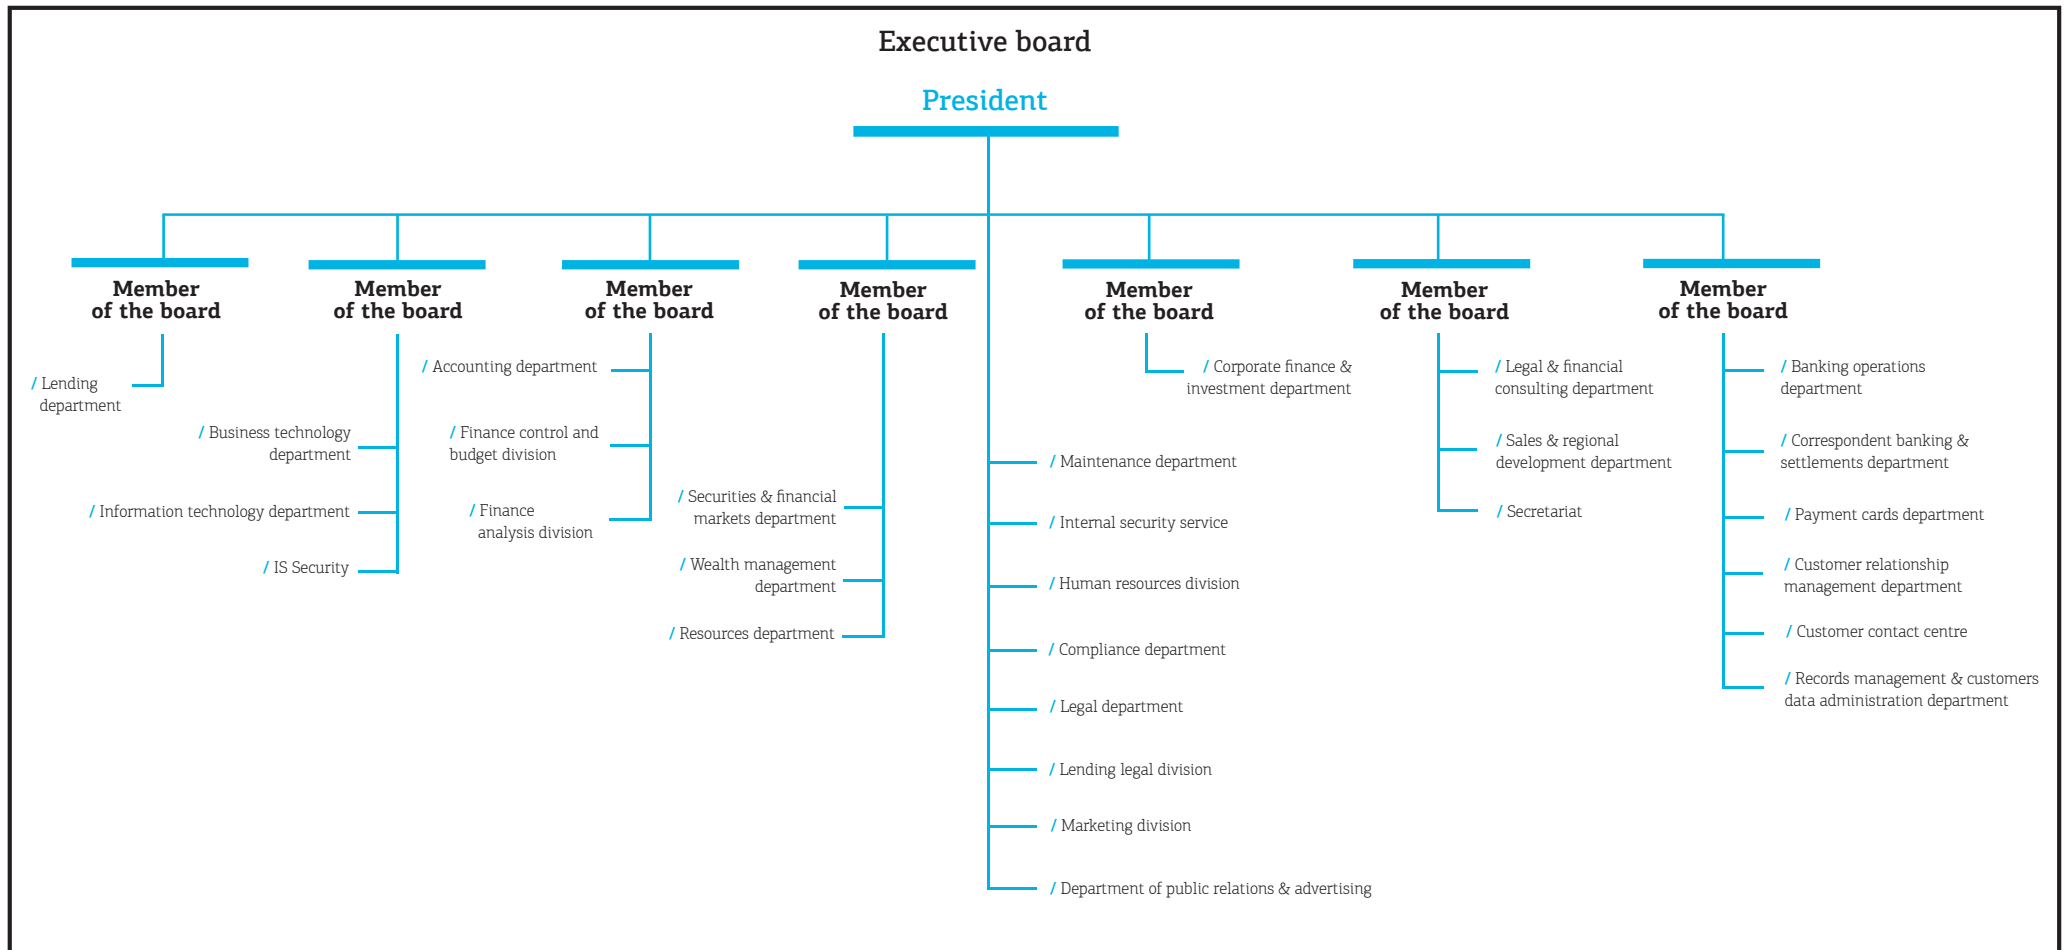 Executive board
President
Member
of the board
/ Lending
department
Member
of the board
/ Business technology
department
/ Information technology department
/ IS Security
Member
of the board
/ Accounting department
/ Finance control and
budget division
/ Finance
analysis division
Member
of the board
/ Securities & financial
markets department
/ Wealth management
department
/ Resources department
/ Maintenance department
/ Internal security service
/ Human resources division
/ Compliance department
/ Legal department
/ Lending legal division
/ Marketing division
/ Department of public relations & advertising
Member
of the board
/ Corporate finance &
investment department
Member
of the board
/ Legal & financial
consulting department
/ Sales & regional
development department
/ Secretariat
Member
of the board
/ Banking operations
department
/ Correspondent banking &
settlements department
/ Payment cards department
/ Customer relationship
management department
/ Customer contact centre
/ Records management & customers
data administration department